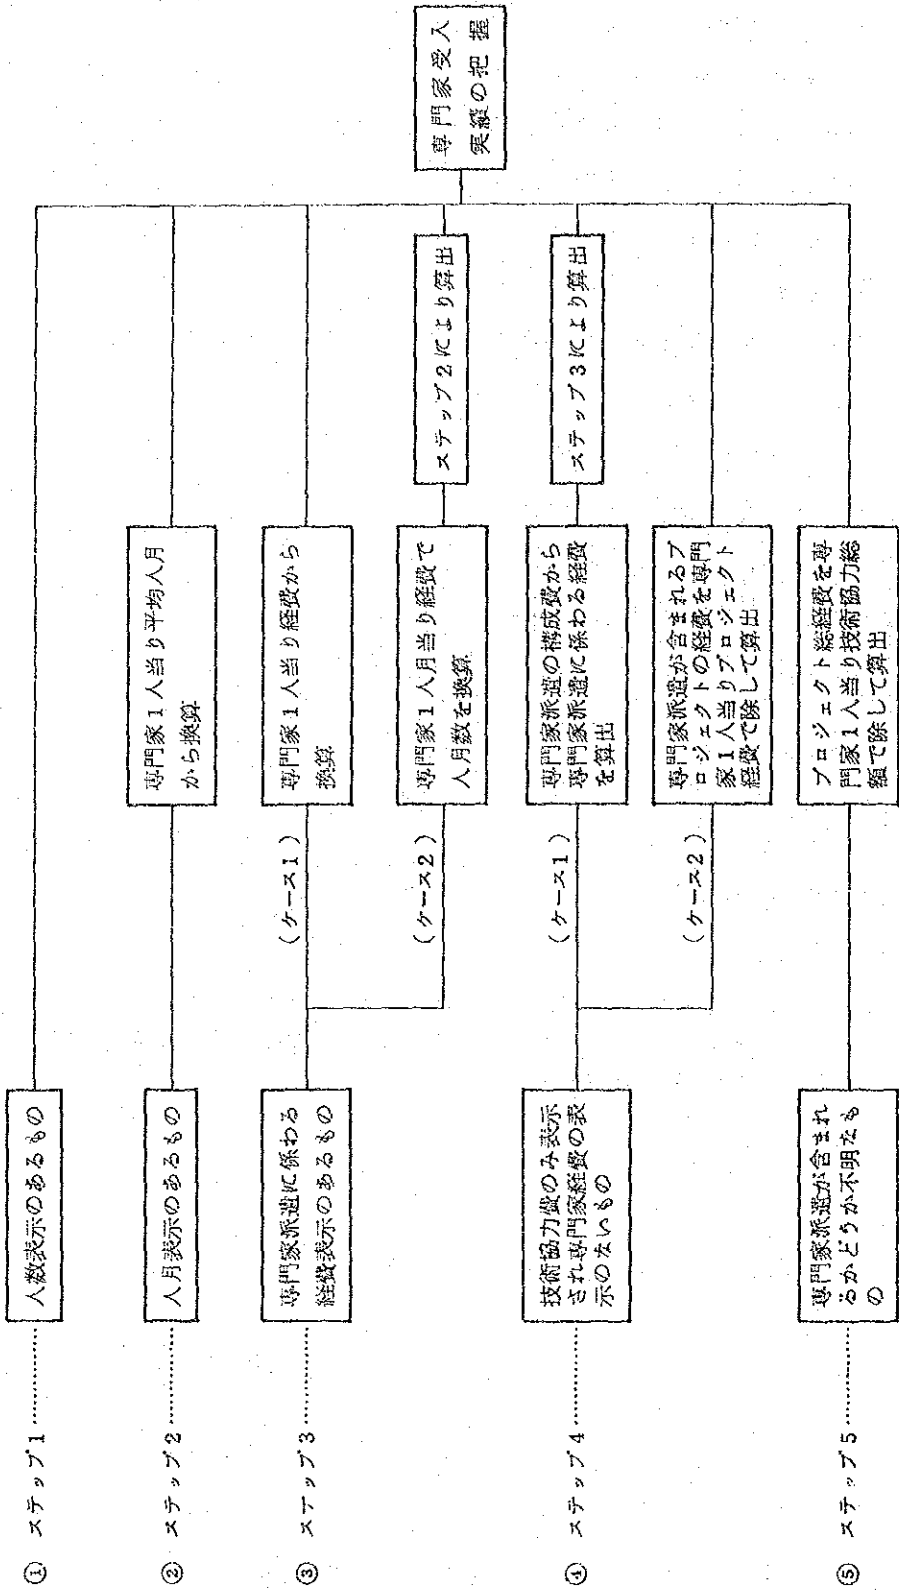 ① ステップ1 …………
人数表示のあるもの
② ステップ2 …………
人月表示のあるもの
専門家1人当り平均人月
から換算
③ ステップ3 …………
専門家派遣に係わる
経費表示のあるもの
(ケース1)
専門家1人当り経費から
換算
(ケース2)
専門家1人月当り経費で
人月数を換算
ステップ2により算出
④ ステップ4 …………
技術協力費のみ表示
され専門家経費の表
示のないもの
(ケース1)
専門家派遣の構成費から
専門家派遣に係わる経費
を算出
ステップ3により算出
(ケース2)
専門家派遣が含まれるプ
ロジェクトの経費を専門
家1人当りプロジェクト
経費で除して算出
⑤ ステップ5 …………
専門家派遣が含まれ
るかどうか不明なも
の
プロジェクト総経費を専
門家1人当り技術協力総
額で除して算出
専門家受入
実績の把握